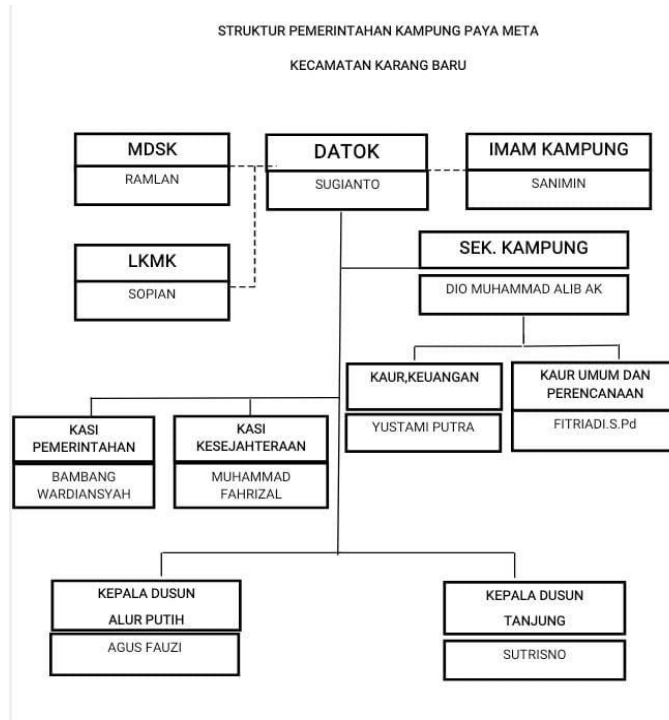 STRUKTUR PEMERINTAHAN KAMPUNG PAYA META
KECAMATAN KARANG BARU
MDSK
RAMLAN
DATOK
SUGIANTO
IMAM KAMPUNG
SANIMIN
LKMK
SOPIAN
SEK. KAMPUNG
DIO MUHAMMAD ALIB AK
KAUR,KEUANGAN
YUSTAMI PUTRA
KAUR UMUM DAN
PERENCANAAN
FITRIADI.S.Pd
KASI
PEMERINTAHAN
BAMBANG
WARDIANSYAH
KASI
KESEJAHTERAAN
MUHAMMAD
FAHRIZAL
KEPALA DUSUN
ALUR PUTIH
AGUS FAUZI
KEPALA DUSUN
TANJUNG
SUTRISNO